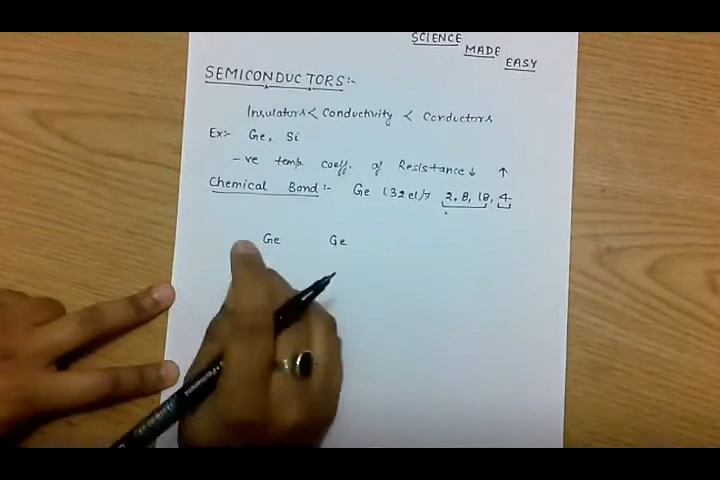 SCIENCE
MADE
EASY
SEMICONDUCTORS:-
Insulators < Conductivity < Conductors
Ex:- Ge, Si
-ve temp. coeff. of Resistance ↓ ↑
Chemical Bond :- Ge (32 el) → 2, 8, 18, 4
Ge Ge